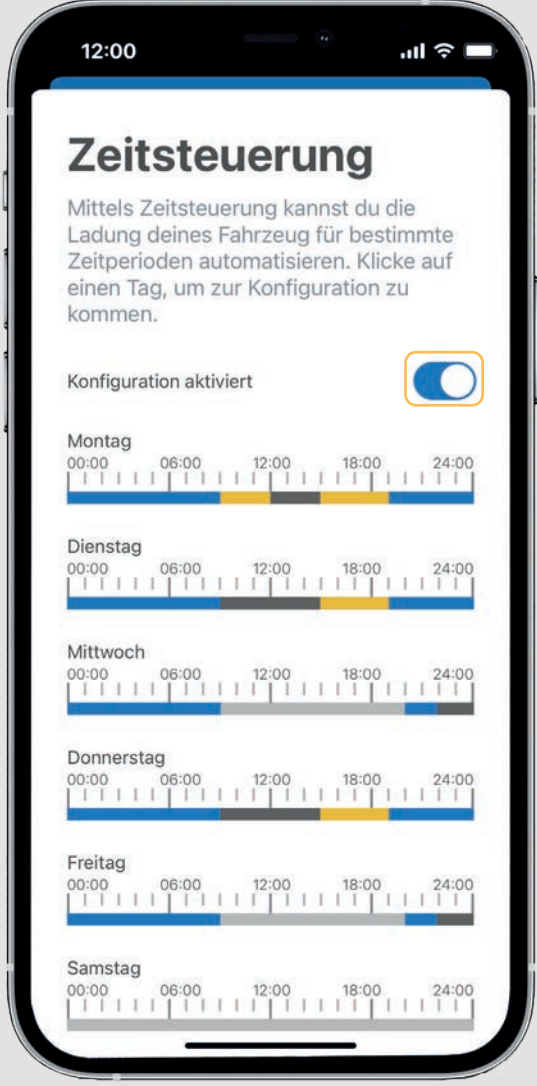 12:00
Zeitsteuerung
Mittels Zeitsteuerung kannst du die
Ladung deines Fahrzeug für bestimmte
Zeitperioden automatisieren. Klicke auf
einen Tag, um zur Konfiguration zu
kommen.
Konfiguration aktiviert
Montag
00:00 06:00 12:00 18:00 24:00
Dienstag
00:00 06:00 12:00 18:00 24:00
Mittwoch
00:00 06:00 12:00 18:00 24:00
Donnerstag
00:00 06:00 12:00 18:00 24:00
Freitag
00:00 06:00 12:00 18:00 24:00
Samstag
00:00 06:00 12:00 18:00 24:00